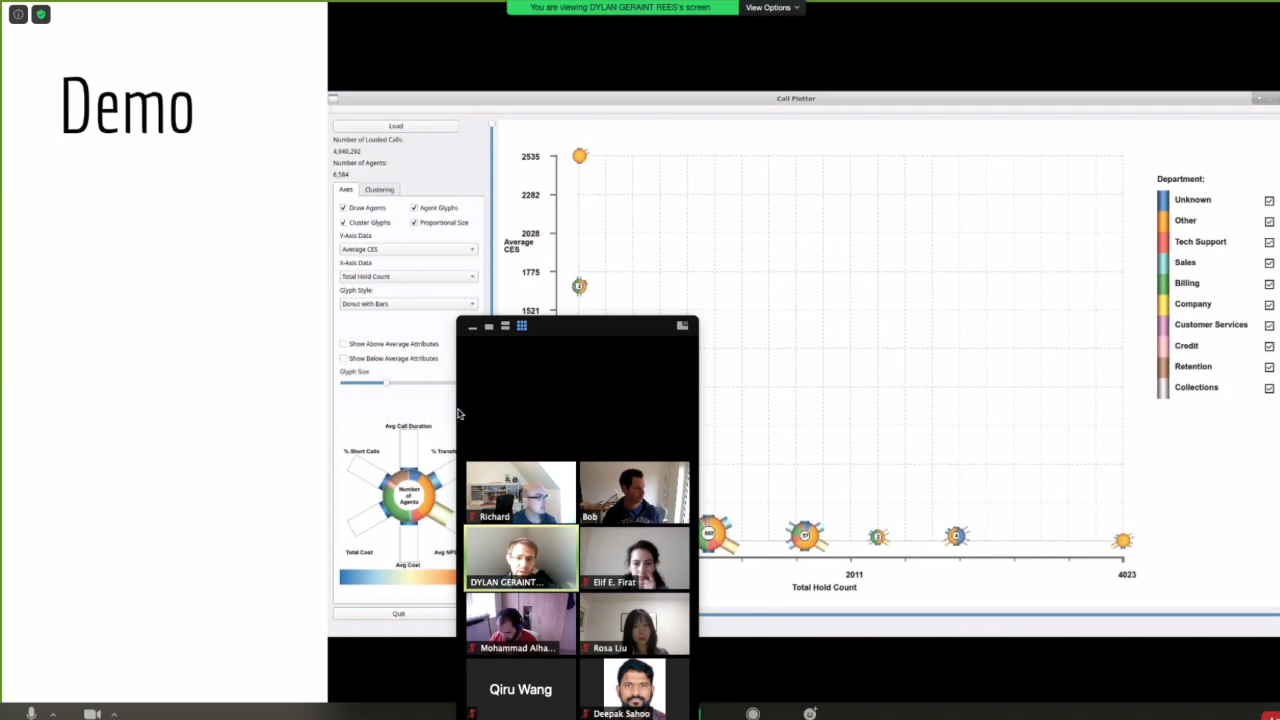 You are viewing DYLAN GERAINT REES's screen
View Options
Demo
Call Plotter
Load
Number of Loaded Calls:
4,940,292
Number of Agents:
6,584
Axes
Clustering
Draw Agents
Agent Glyphs
Cluster Glyphs
Proportional Size
Y-Axis Data
Average CES
X-Axis Data
Total Hold Count
Glyph Style:
Donut with Bars
Show Above Average Attributes
Show Below Average Attributes
Glyph Size
Avg Call Duration
% Short Calls
% Transf
Number
of
Agents
Total Cost
Avg NPS
Avg Cost
Quit
2535
2282
2028
Average
CES
1775
1521
2011
4023
Total Hold Count
Department:
Unknown
Other
Tech Support
Sales
Billing
Company
Customer Services
Credit
Retention
Collections
Richard
Bob
DYLAN GERAINT...
Elif E. Firat
Mohammad Alha...
Rosa Liu
Qiru Wang
Deepak Sahoo